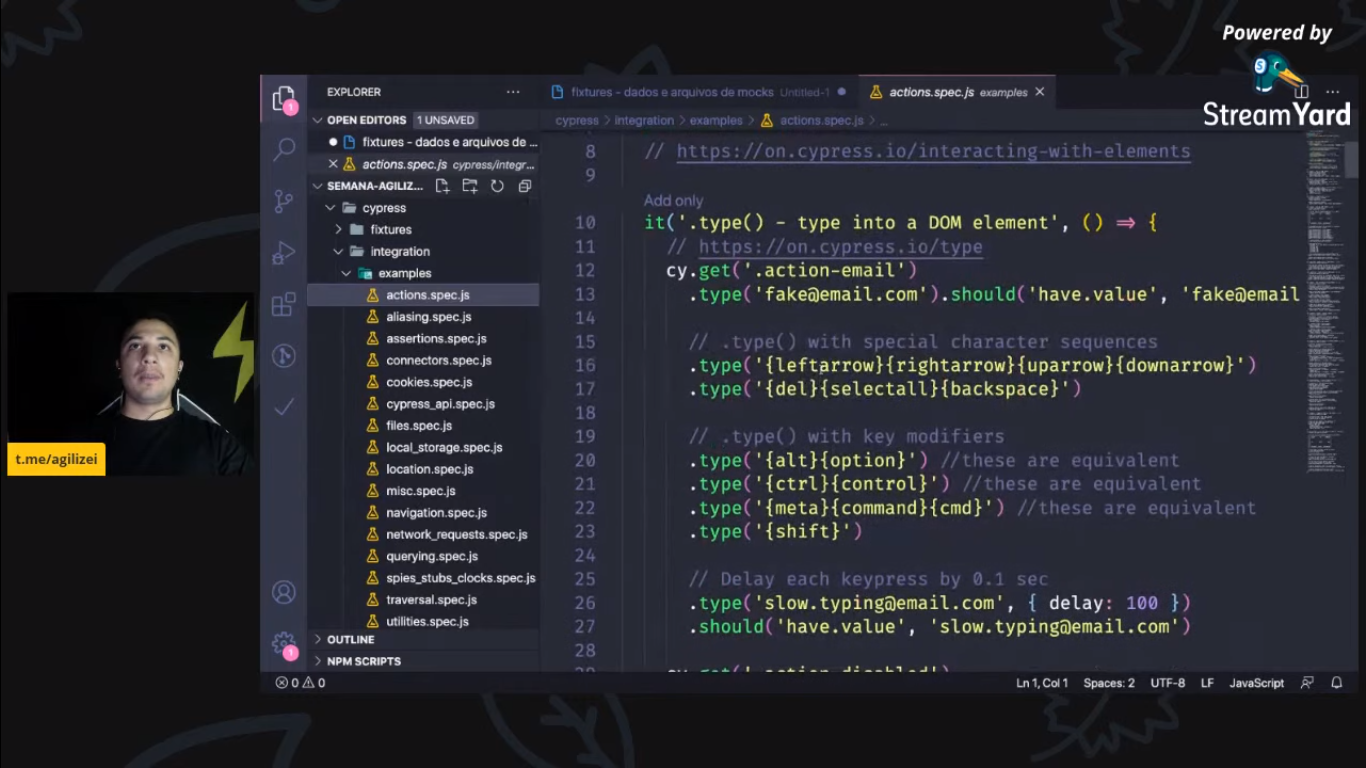 Powered by
StreamYard
t.me/agilizei
EXPLORER
OPEN EDITORS 1 UNSAVED
fixtures - dados e arquivos de ...
actions.spec.js cypress/integr...
SEMANA-AGILIZ...
cypress
fixtures
integration
examples
actions.spec.js
aliasing.spec.js
assertions.spec.js
connectors.spec.js
cookies.spec.js
cypress_api.spec.js
files.spec.js
local_storage.spec.js
location.spec.js
misc.spec.js
navigation.spec.js
network_requests.spec.js
querying.spec.js
spies_stubs_clocks.spec.js
traversal.spec.js
utilities.spec.js
OUTLINE
NPM SCRIPTS
fixtures - dados e arquivos de mocks Untitled-1
actions.spec.js examples
cypress > integration > examples > actions.spec.js > ...
8 // https://on.cypress.io/interacting-with-elements
9
Add only
10 it('.type() - type into a DOM element', () => {
11 // https://on.cypress.io/type
12 cy.get('.action-email')
13 .type('fake@email.com').should('have.value', 'fake@email
14
15 // .type() with special character sequences
16 .type('{leftarrow}{rightarrow}{uparrow}{downarrow}')
17 .type('{del}{selectall}{backspace}')
18
19 // .type() with key modifiers
20 .type('{alt}{option}') //these are equivalent
21 .type('{ctrl}{control}') //these are equivalent
22 .type('{meta}{command}{cmd}') //these are equivalent
23 .type('{shift}')
24
25 // Delay each keypress by 0.1 sec
26 .type('slow.typing@email.com', { delay: 100 })
27 .should('have.value', 'slow.typing@email.com')
28
0 0
Ln 1, Col 1 Spaces: 2 UTF-8 LF JavaScript